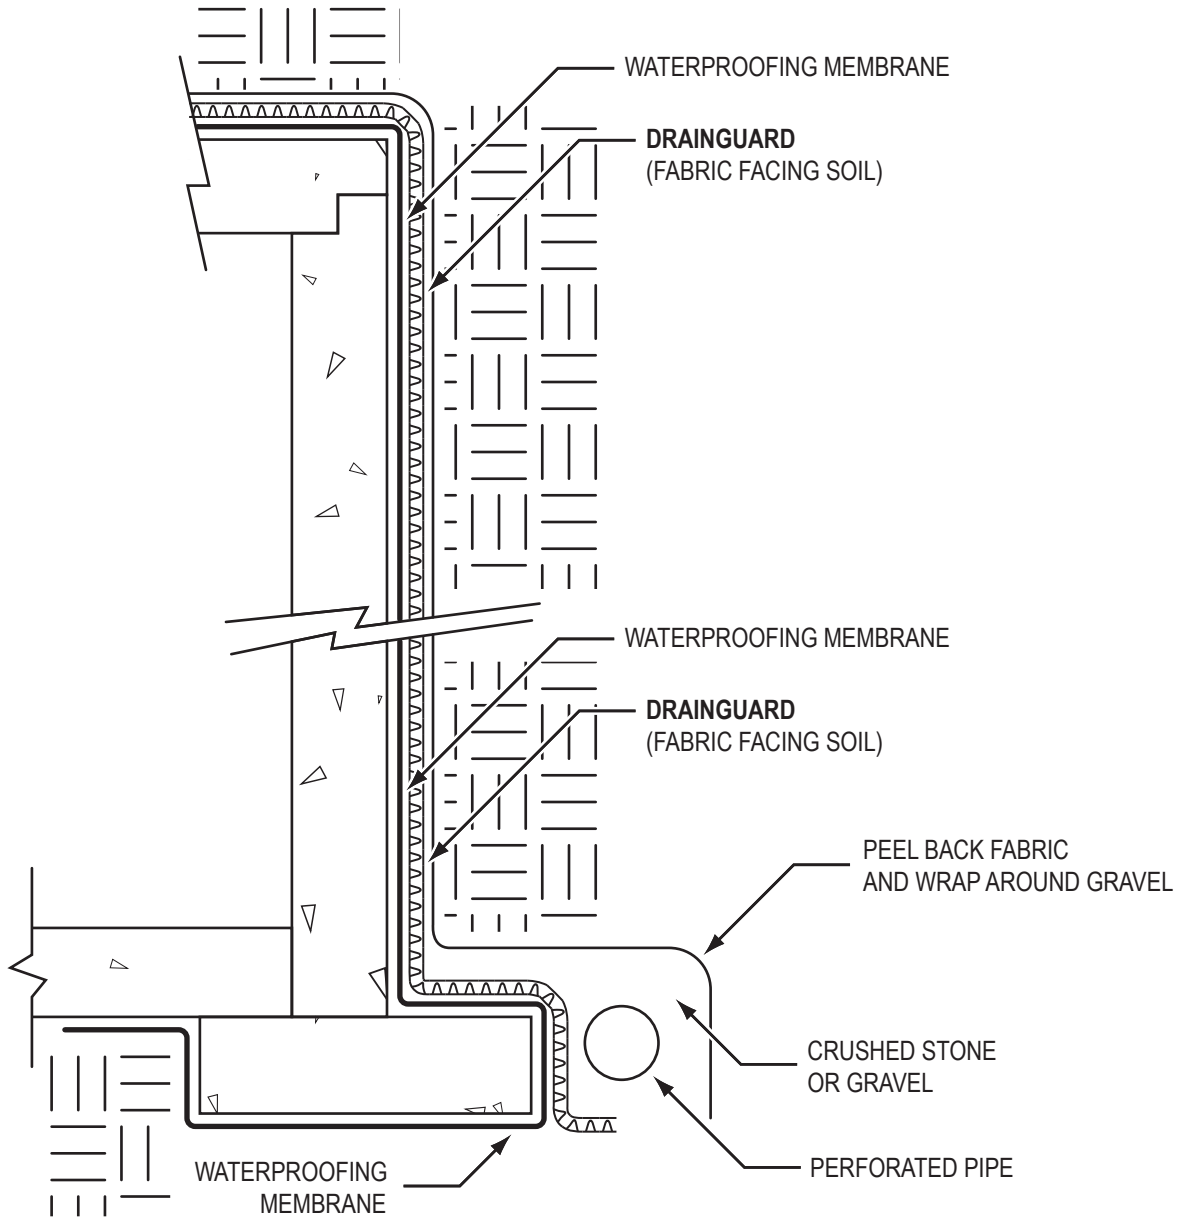 WATERPROOFING MEMBRANE
DRAINGUARD
(FABRIC FACING SOIL)
WATERPROOFING MEMBRANE
DRAINGUARD
(FABRIC FACING SOIL)
PEEL BACK FABRIC
AND WRAP AROUND GRAVEL
CRUSHED STONE
OR GRAVEL
PERFORATED PIPE
WATERPROOFING
MEMBRANE